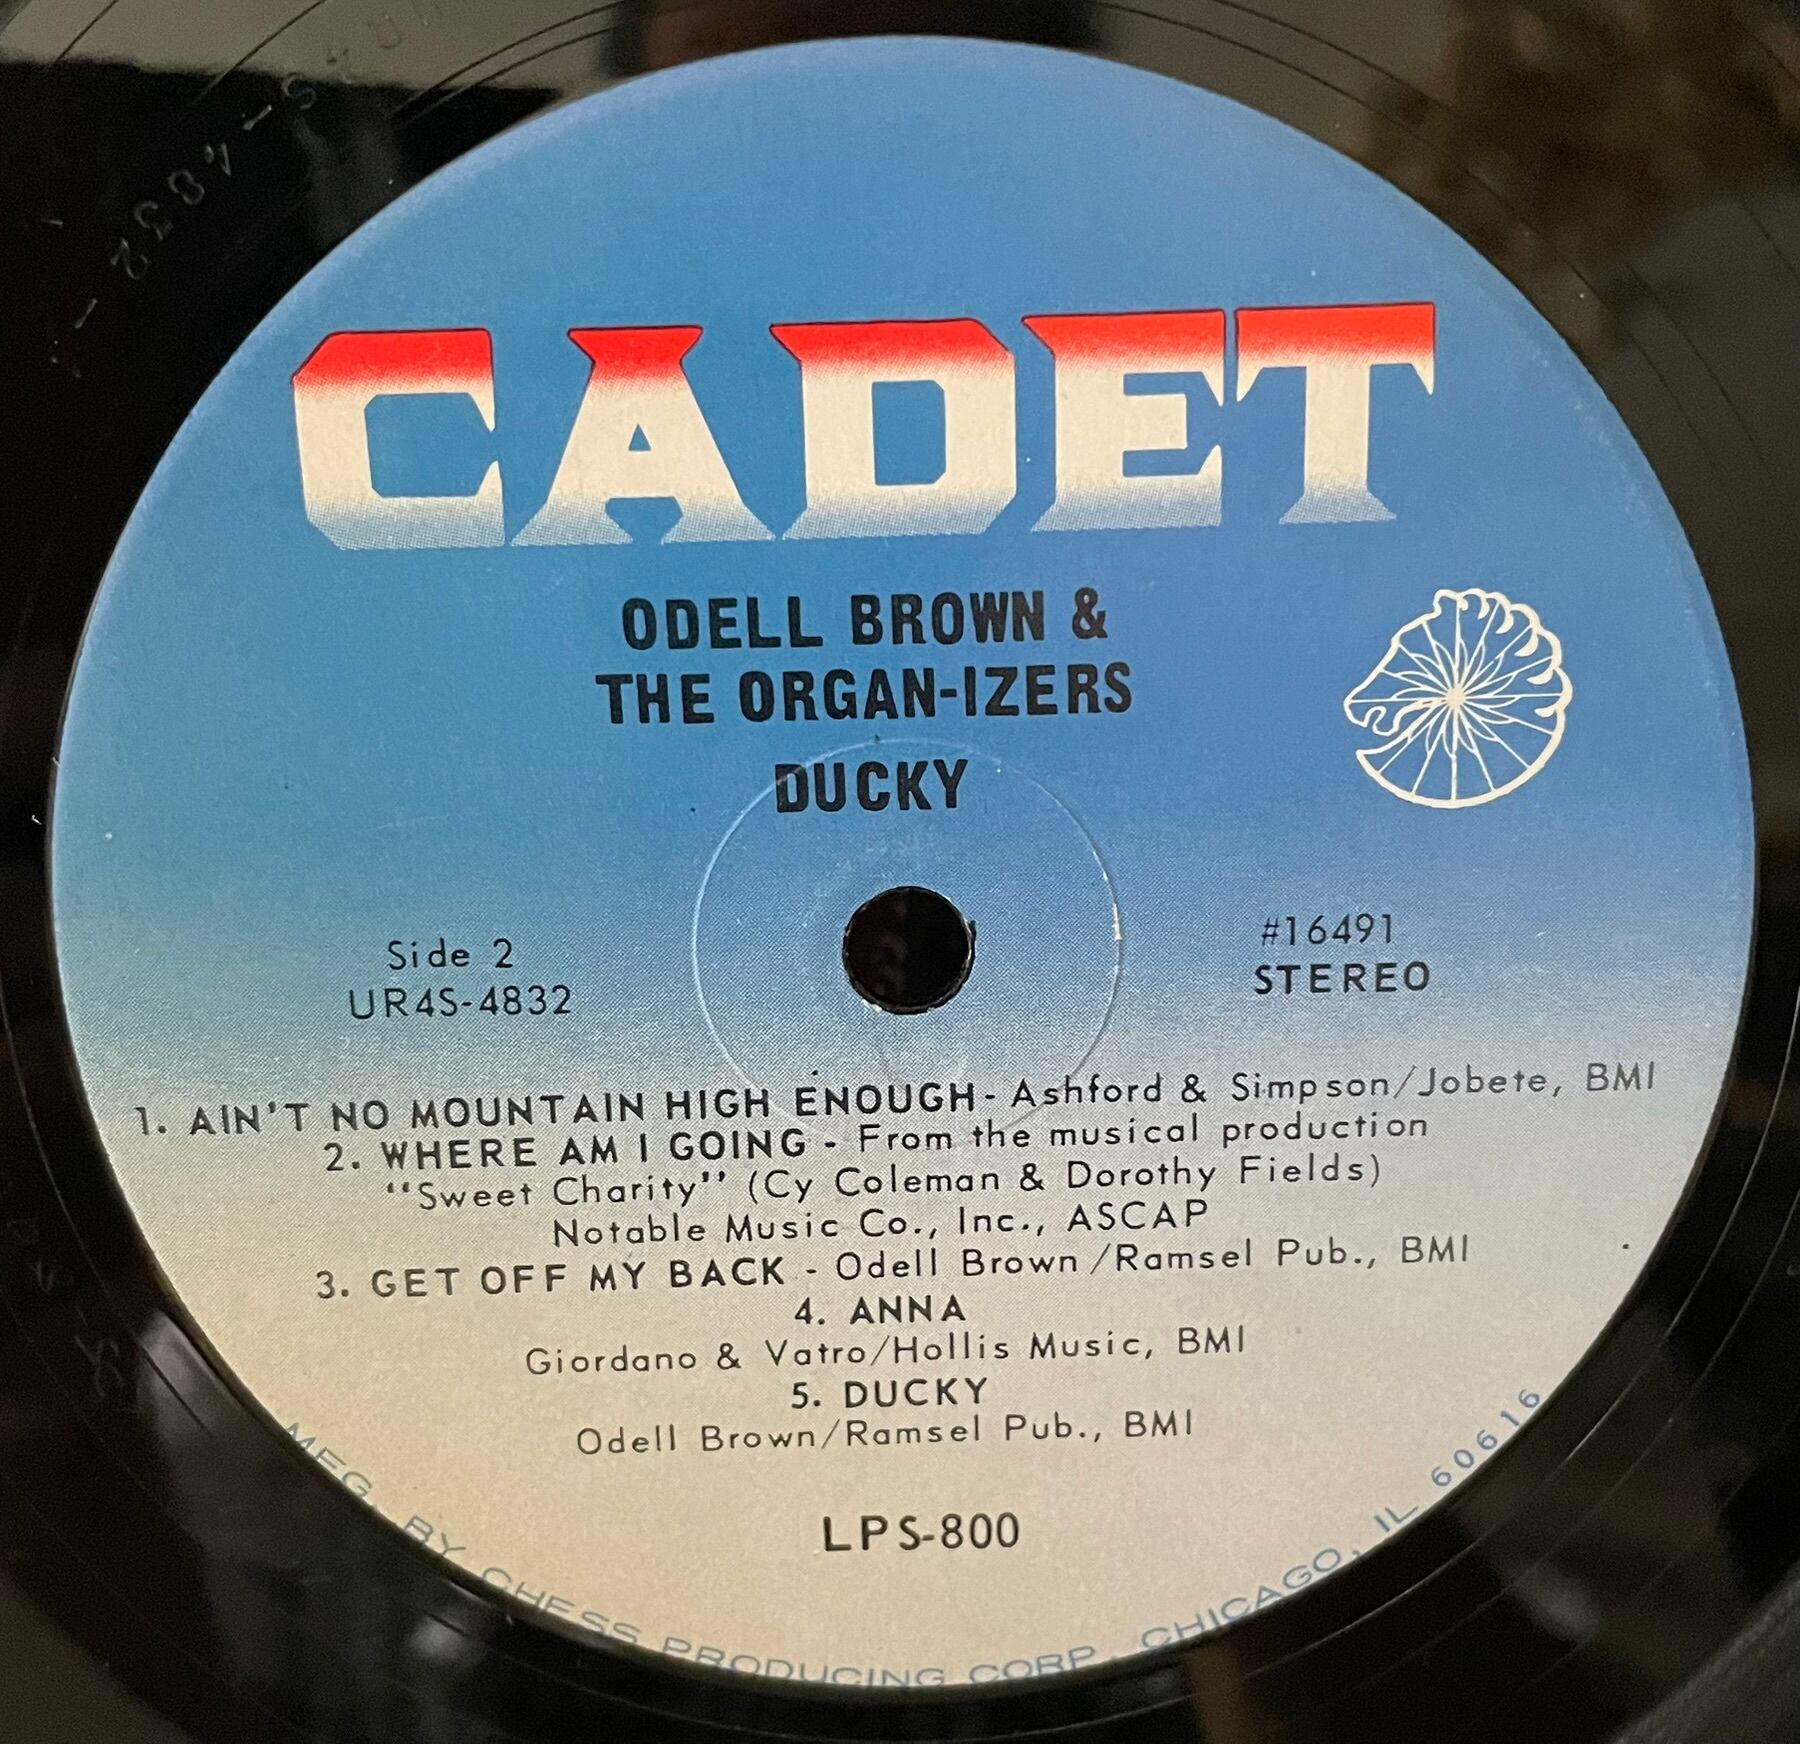 CADET
ODELL BROWN &
THE ORGAN-IZERS
DUCKY
Side 2
UR4S-4832
#16491
STEREO
1. AIN'T NO MOUNTAIN HIGH ENOUGH- Ashford & Simpson/Jobete, BMI
2. WHERE AM I GOING - From the musical production
"Sweet Charity" (Cy Coleman & Dorothy Fields)
Notable Music Co., Inc., ASCAP
3. GET OFF MY BACK - Odell Brown/Ramsel Pub., BMI
4. ANNA
Giordano & Vatro/Hollis Music, BMI
5. DUCKY
Odell Brown/Ramsel Pub., BMI
LPS-800
MFG. BY CHESS PRODUCING CORP., CHICAGO, IL 60616